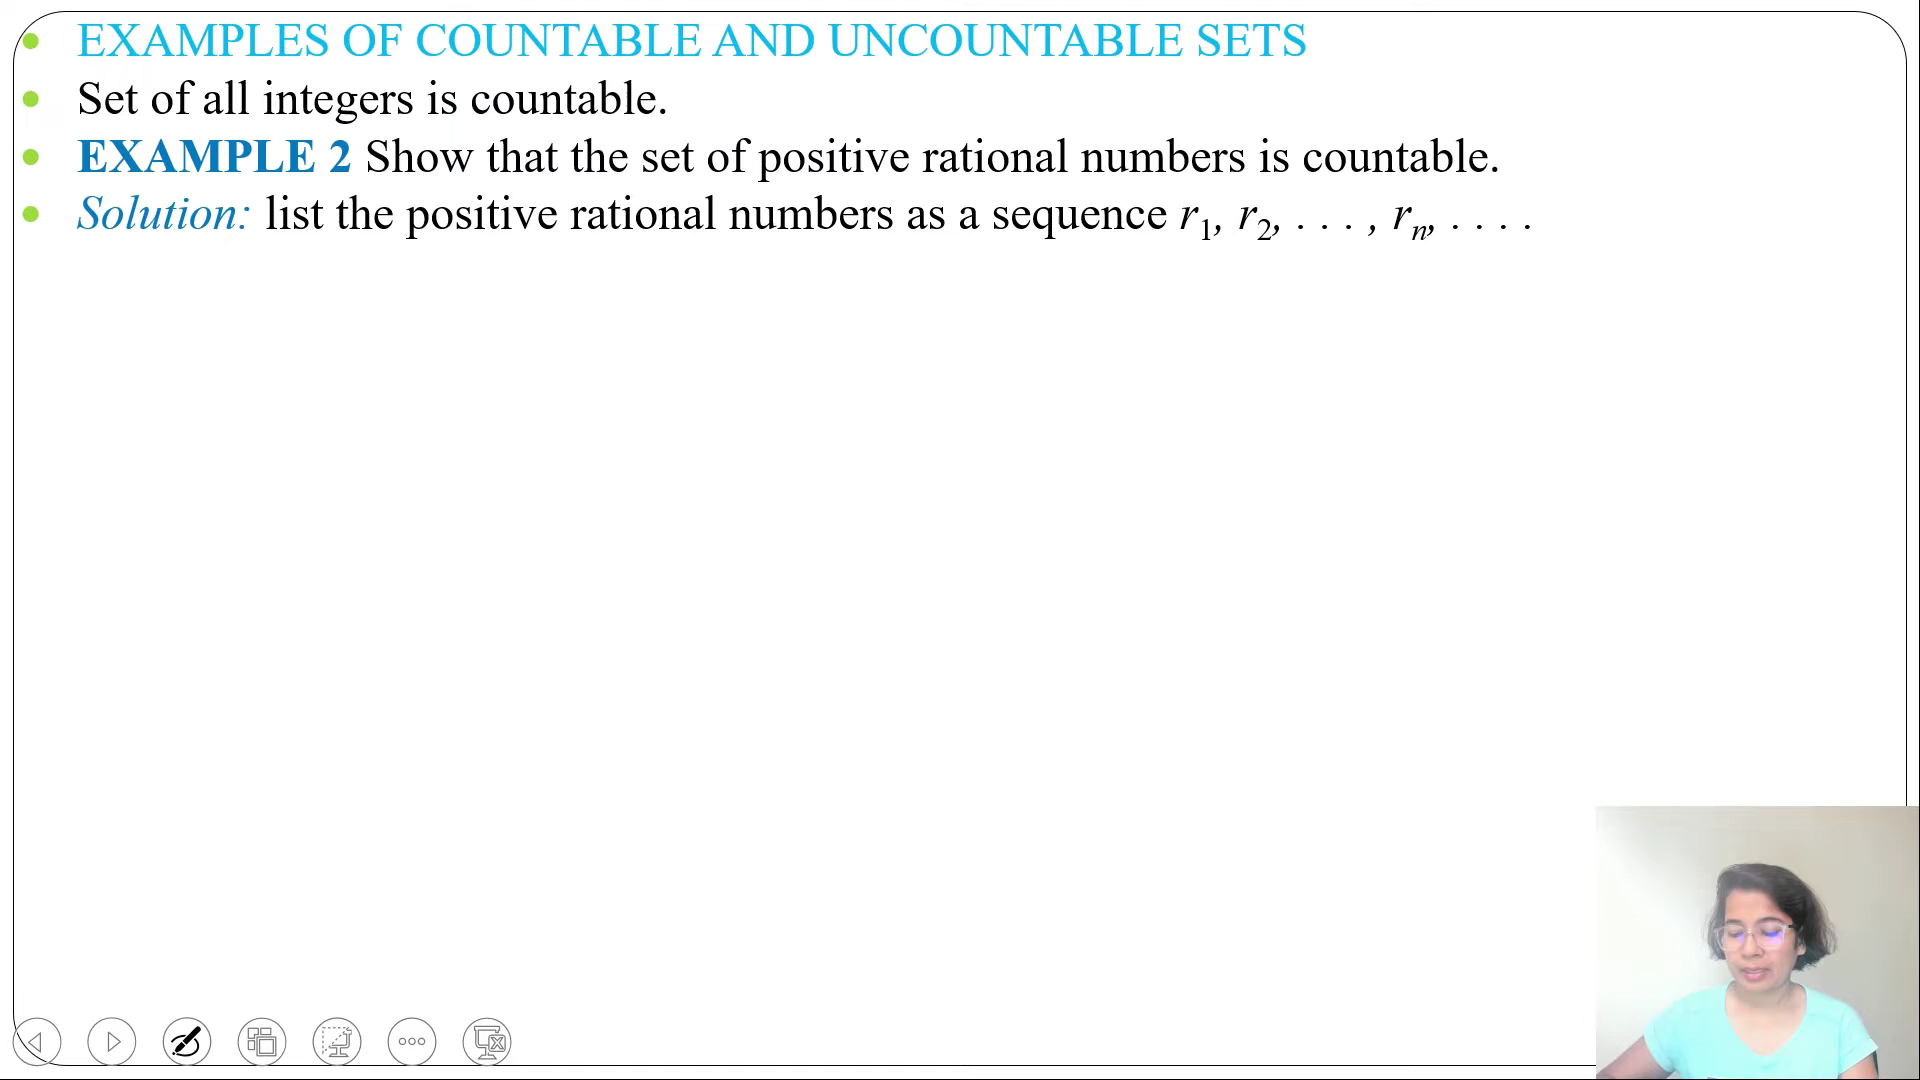 EXAMPLES OF COUNTABLE AND UNCOUNTABLE SETS
Set of all integers is countable.
EXAMPLE 2 Show that the set of positive rational numbers is countable.
Solution: list the positive rational numbers as a sequence r₁, r₂, . . . , rₙ, . . . .